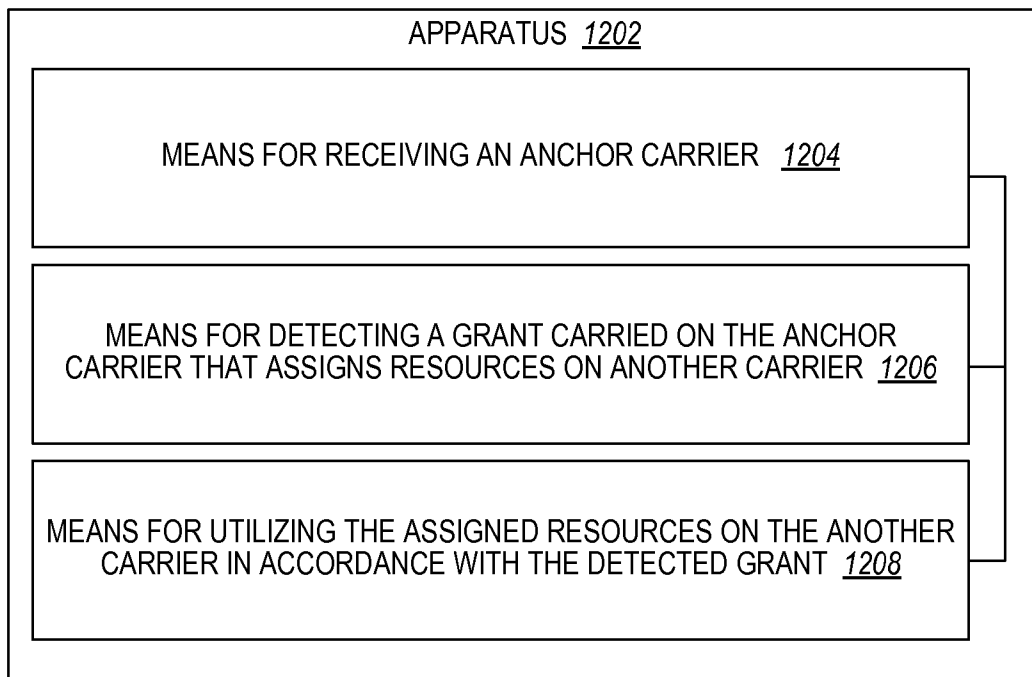 APPARATUS 1202
MEANS FOR RECEIVING AN ANCHOR CARRIER 1204
MEANS FOR DETECTING A GRANT CARRIED ON THE ANCHOR
CARRIER THAT ASSIGNS RESOURCES ON ANOTHER CARRIER 1206
MEANS FOR UTILIZING THE ASSIGNED RESOURCES ON THE ANOTHER
CARRIER IN ACCORDANCE WITH THE DETECTED GRANT 1208